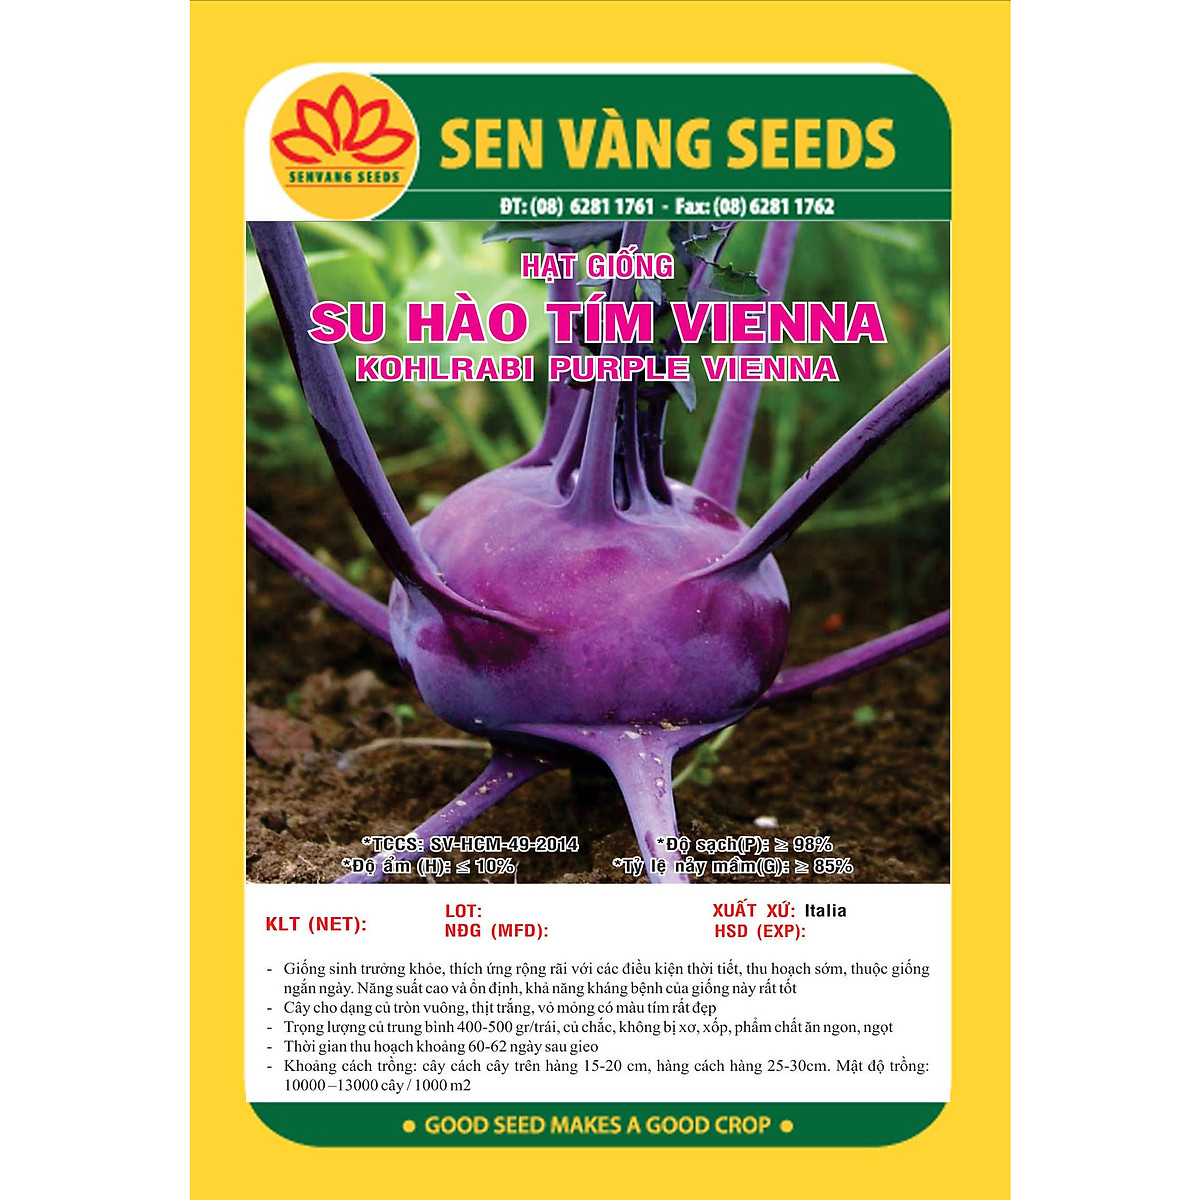 SENVANG SEEDS
SEN VÀNG SEEDS
ĐT: (08) 6281 1761 - Fax: (08) 6281 1762
HẠT GIỐNG
SU HÀO TÍM VIENNA
KOHLRABI PURPLE VIENNA
*TCCS: SV-HCM-49-2014 *Độ sạch(P): ≥ 98%
*Độ ẩm (H): ≤ 10% *Tỷ lệ nảy mầm(G): ≥ 85%
KLT (NET):
LOT:
NĐG (MFD):
XUẤT XỨ: Italia
HSD (EXP):
- Giống sinh trưởng khỏe, thích ứng rộng rãi với các điều kiện thời tiết, thu hoạch sớm, thuộc giống
ngắn ngày. Năng suất cao và ổn định, khả năng kháng bệnh của giống này rất tốt
- Cây cho dạng củ tròn vuông, thịt trắng, vỏ mỏng có màu tím rất đẹp
- Trọng lượng củ trung bình 400-500 gr/trái, củ chắc, không bị xơ, xốp, phẩm chất ăn ngon, ngọt
- Thời gian thu hoạch khoảng 60-62 ngày sau gieo
- Khoảng cách trồng: cây cách cây trên hàng 15-20 cm, hàng cách hàng 25-30cm. Mật độ trồng:
10000 –13000 cây / 1000 m2
• GOOD SEED MAKES A GOOD CROP •